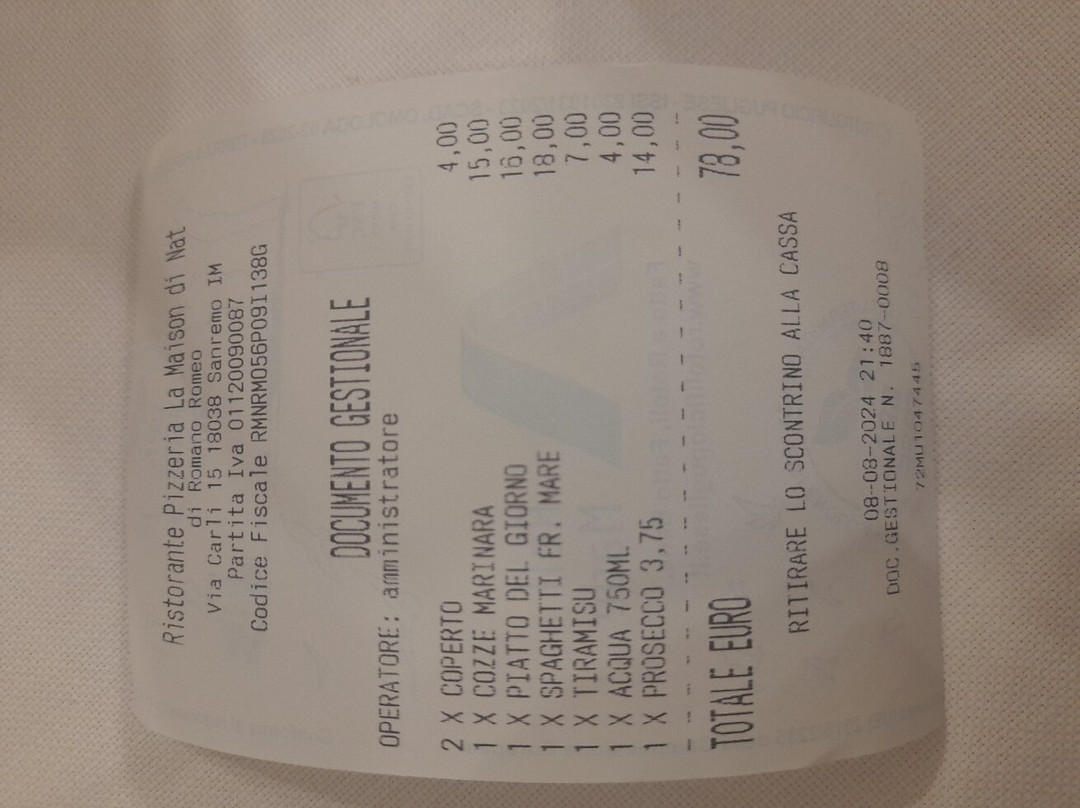 Ristorante Pizzeria La Maison di Nat
di Romano Romeo
Via Carli 15 18038 Sanremo IM
Partita Iva 01120090087
Codice Fiscale RMNRMO56P09I138G
DOCUMENTO GESTIONALE
OPERATORE: amministratore
2 X COPERTO 4,00
1 X COZZE MARINARA 15,00
1 X PIATTO DEL GIORNO 16,00
1 X SPAGHETTI FR. MARE 18,00
1 X TIRAMISU 7,00
1 X ACQUA 750ML 4,00
1 X PROSECCO 3,75 14,00
TOTALE EURO 78,00
RITIRARE LO SCONTRINO ALLA CASSA
08-08-2024 21:40
DOC.GESTIONALE N. 1887-0008
72MU1047445